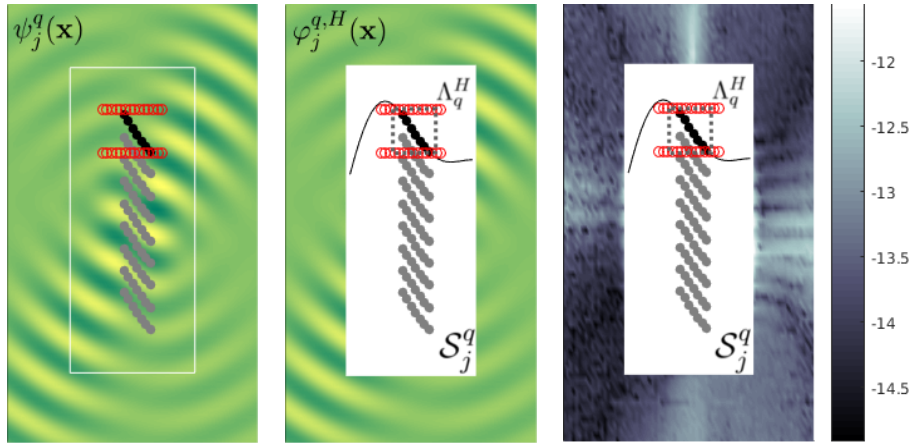 ψ_j^q(x)
φ_j^{q,H}(x)
Λ_q^H
Λ_q^H
S_j^q
S_j^q
-12
-12.5
-13
-13.5
-14
-14.5